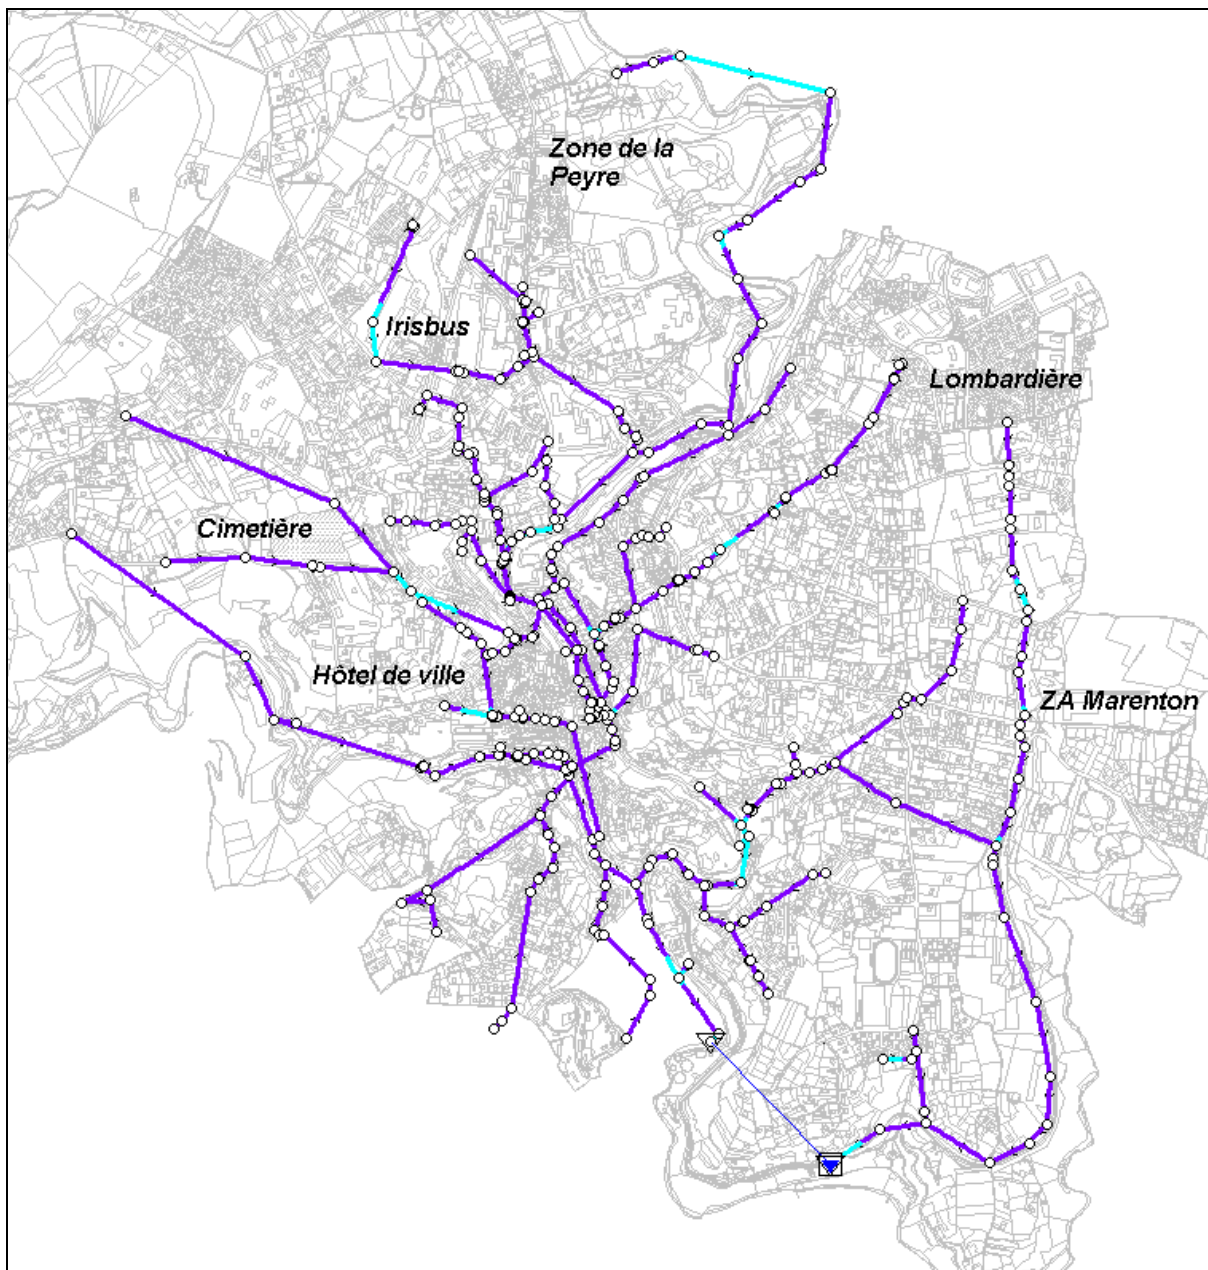 Zone de la
Peyre
Irisbus
Lombardière
Cimetière
Hôtel de ville
ZA Marenton